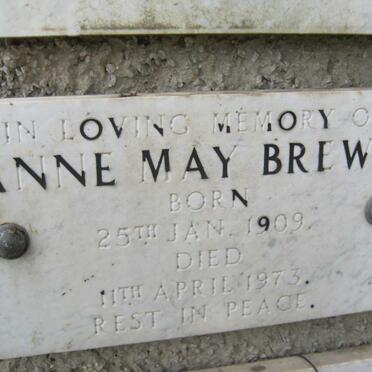 IN LOVING MEMORY O
ANNE MAY BREW
BORN
25TH JAN. 1909.
DIED
11TH APRIL 1973.
REST IN PEACE.